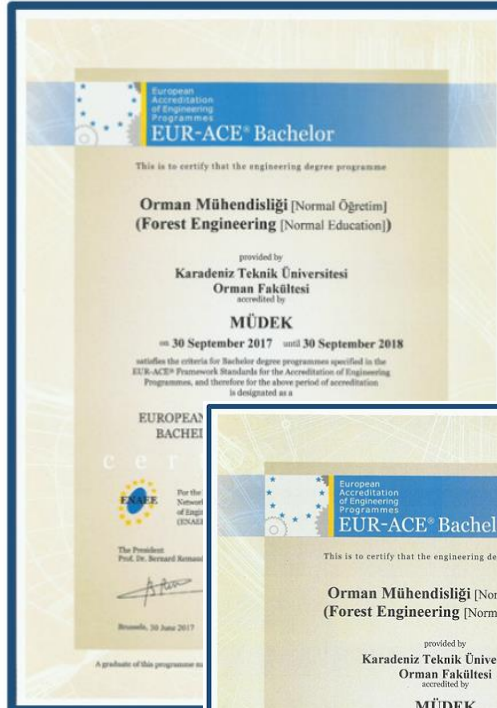 European
Accreditation
of Engineering
Programmes
EUR-ACE® Bachelor
This is to certify that the engineering degree programme
Orman Mühendisliği [Normal Öğretim]
(Forest Engineering [Normal Education])
provided by
Karadeniz Teknik Üniversitesi
Orman Fakültesi
accredited by
MÜDEK
on 30 September 2017 until 30 September 2018
satisfies the criteria for Bachelor degree programmes specified in the
EUR-ACE® Framework Standards for the Accreditation of Engineering
Programmes, and therefore for the above period of accreditation
is designated as a
EUROPEAN
BACHEL
c e r
ENAEE
For the
Network
of Engin
(ENAEE
The President
Prof. Dr. Bernard Remaud
Brussels, 30 June 2017
A graduate of this programme
European
Accreditation
of Engineering
Programmes
EUR-ACE® Bachel
This is to certify that the engineering de
Orman Mühendisliği [Nor
(Forest Engineering [Norm
provided by
Karadeniz Teknik Ünive
Orman Fakültesi
accredited by
MÜDEK